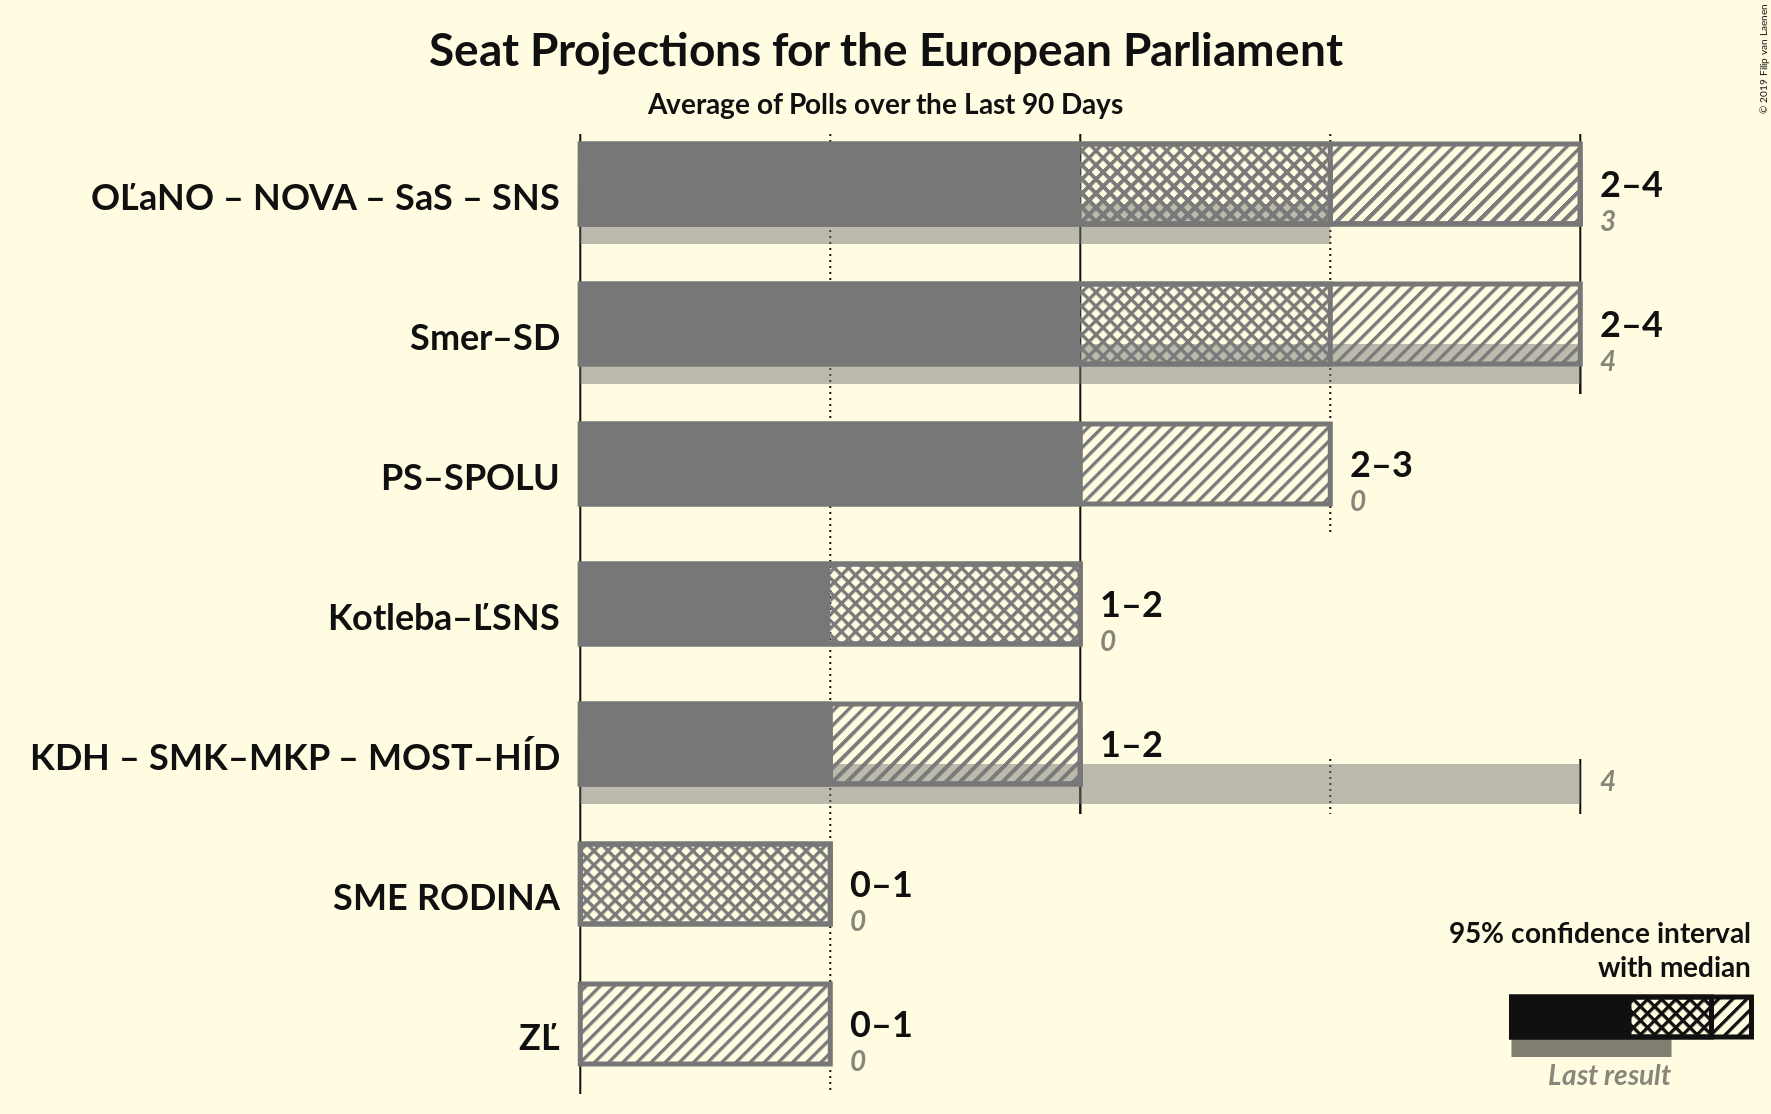 Seat Projections for the European Parliament
Average of Polls over the Last 90 Days
© 2019 Filip van Laenen
OĽaNO – NOVA – SaS – SNS
2–4
3
Smer–SD
2–4
4
PS–SPOLU
2–3
0
Kotleba–ĽSNS
1–2
0
KDH – SMK–MKP – MOST–HÍD
1–2
4
SME RODINA
0–1
0
ZĽ
0–1
0
95% confidence interval
with median
Last result